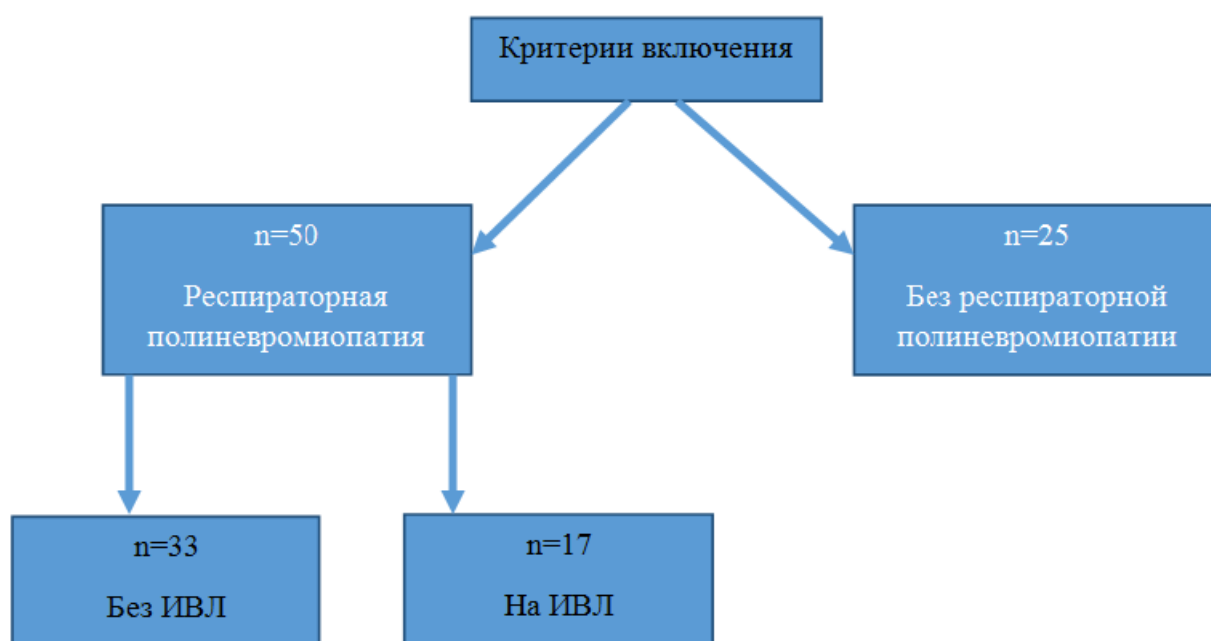 Критерии включения
n=50
Респираторная
полиневромиопатия
n=25
Без респираторной
полиневромиопатии
n=33
Без ИВЛ
n=17
На ИВЛ